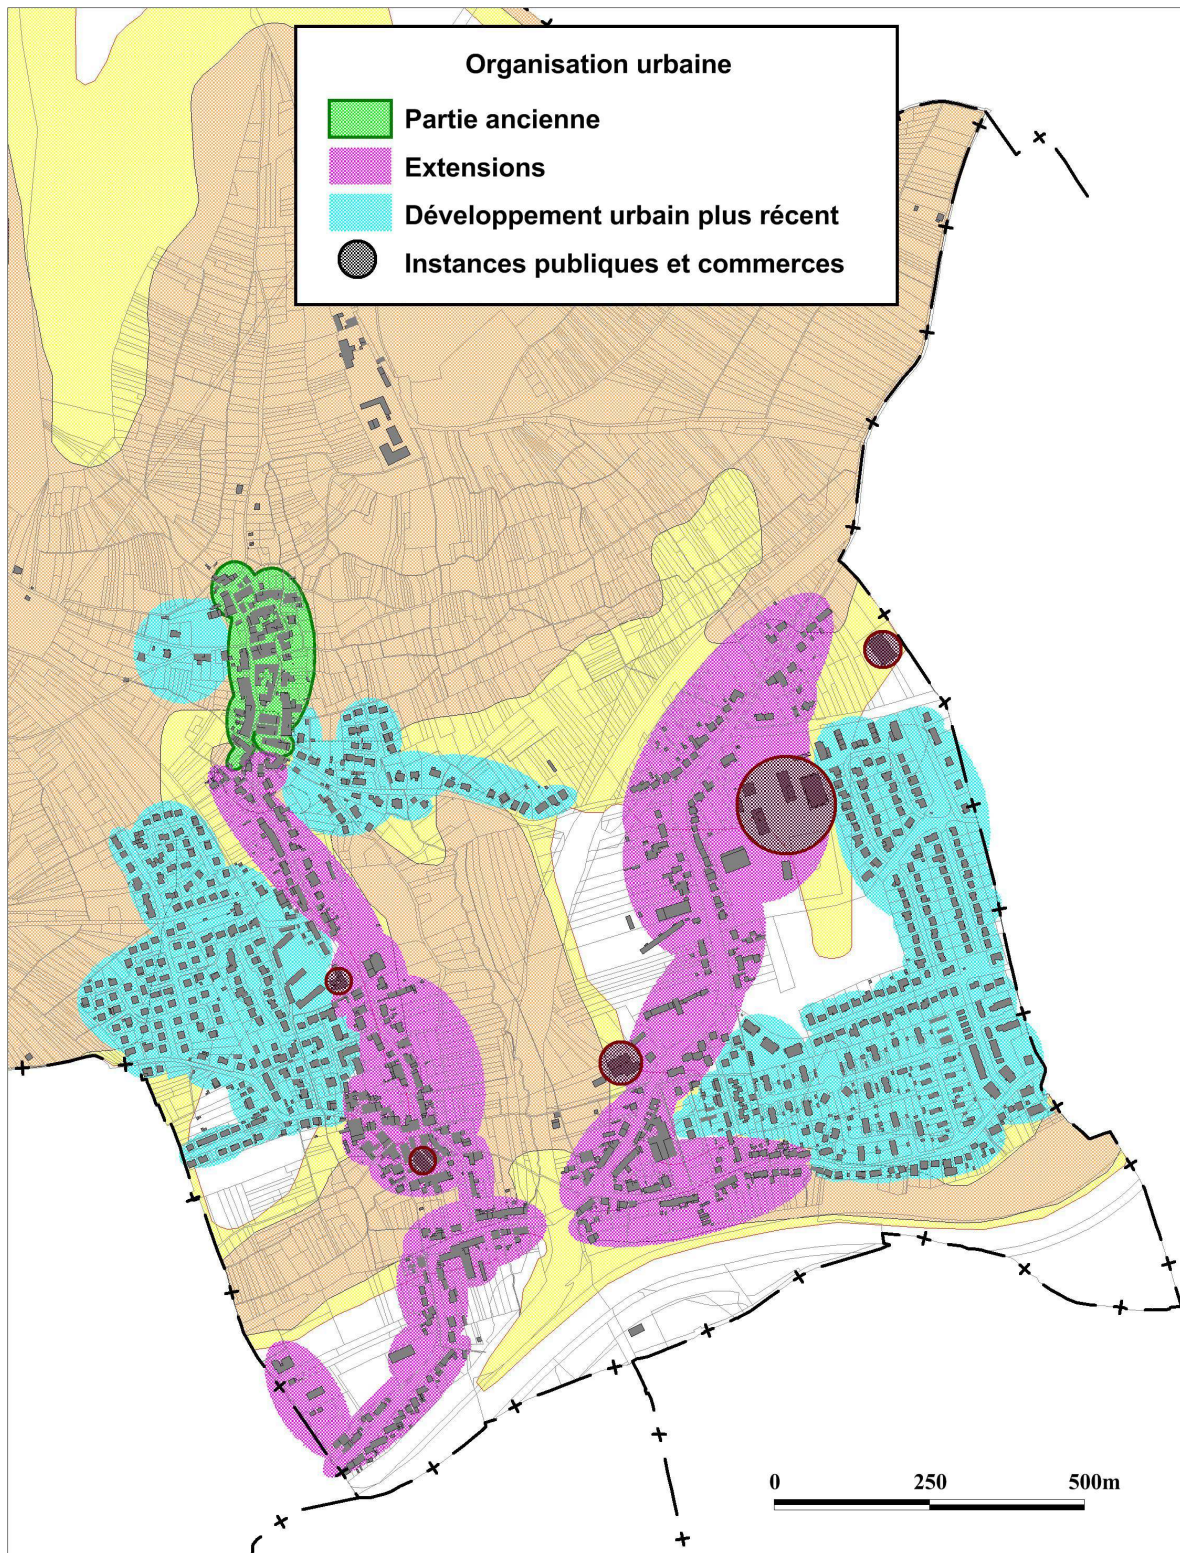 Organisation urbaine
Partie ancienne
Extensions
Développement urbain plus récent
Instances publiques et commerces
0 250 500m